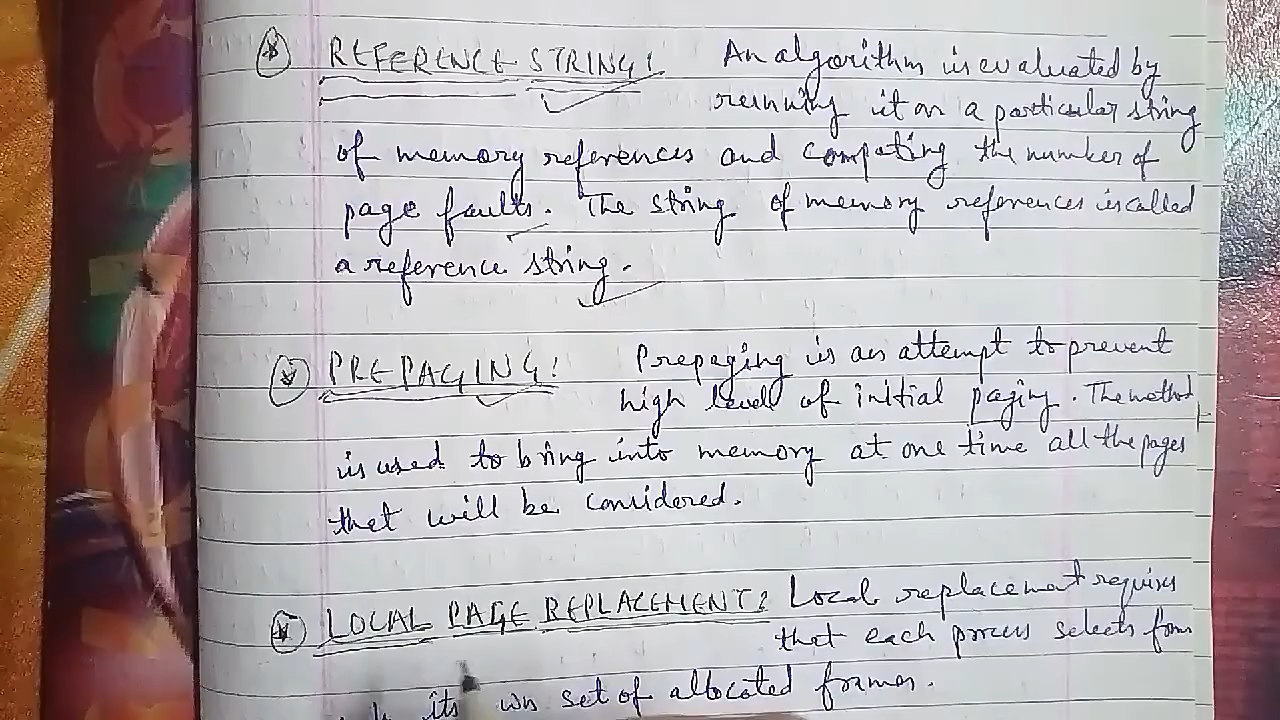 REFERENCE STRING: An algorithm is evaluated by
running it on a particular string
of memory references and computing the number of
page faults. The string of memory references is called
a reference string.
PREPAGING: Prepaging is an attempt to prevent
high level of initial paging. The method
is used to bring into memory at one time all the pages
that will be considered.
LOCAL PAGE REPLACEMENT: Local replacement requires
that each process selects from
its own set of allocated frames.